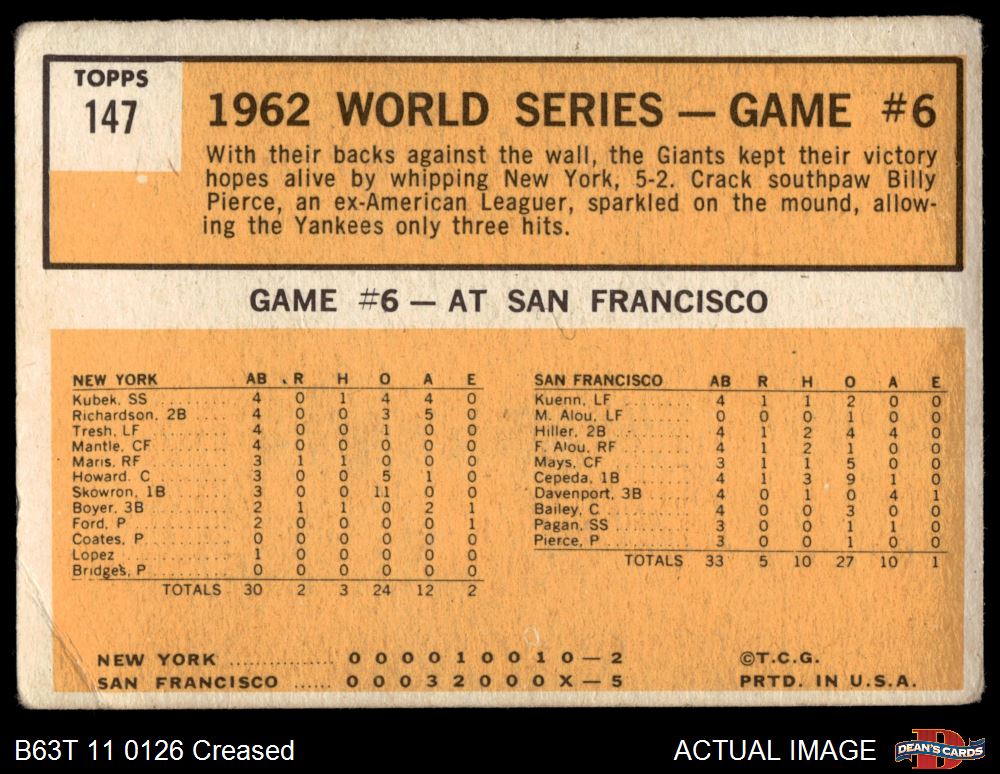 TOPPS
147
1962 WORLD SERIES — GAME #6
With their backs against the wall, the Giants kept their victory
hopes alive by whipping New York, 5-2. Crack southpaw Billy
Pierce, an ex-American Leaguer, sparkled on the mound, allow-
ing the Yankees only three hits.
GAME #6 — AT SAN FRANCISCO
NEW YORK AB R H O A E
Kubek, SS ........ 4 0 1 4 4 0
Richardson, 2B .... 4 0 0 3 5 0
Tresh, LF ........ 4 0 0 1 0 0
Mantle, CF ........ 4 0 0 0 0 0
Maris, RF ........ 3 1 1 0 0 0
Howard, C ........ 3 0 0 5 1 0
Skowron, 1B ...... 3 0 0 11 0 0
Boyer, 3B ........ 2 1 1 0 2 1
Ford, P .......... 2 0 0 0 0 1
Coates, P ........ 0 0 0 0 0 0
Lopez ............ 1 0 0 0 0 0
Bridges, P ........ 0 0 0 0 0 0
TOTALS 30 2 3 24 12 2
SAN FRANCISCO AB R H O A E
Kuenn, LF ........ 4 1 1 2 0 0
M. Alou, LF ...... 0 0 0 1 0 0
Hiller, 2B ........ 4 1 2 4 4 0
F. Alou, RF ...... 4 1 2 1 0 0
Mays, CF ........ 3 1 1 5 0 0
Cepeda, 1B ...... 4 1 3 9 1 0
Davenport, 3B .... 4 0 1 0 4 1
Bailey, C ........ 4 0 0 3 0 0
Pagan, SS ........ 3 0 0 1 1 0
Pierce, P ........ 3 0 0 1 0 0
TOTALS 33 5 10 27 10 1
NEW YORK ............ 0 0 0 0 1 0 0 1 0 — 2
SAN FRANCISCO ...... 0 0 0 3 2 0 0 0 X — 5
©T.C.G.
PRTD. IN U.S.A.
B63T 11 0126 Creased
ACTUAL IMAGE
D
DEAN'S CARDS